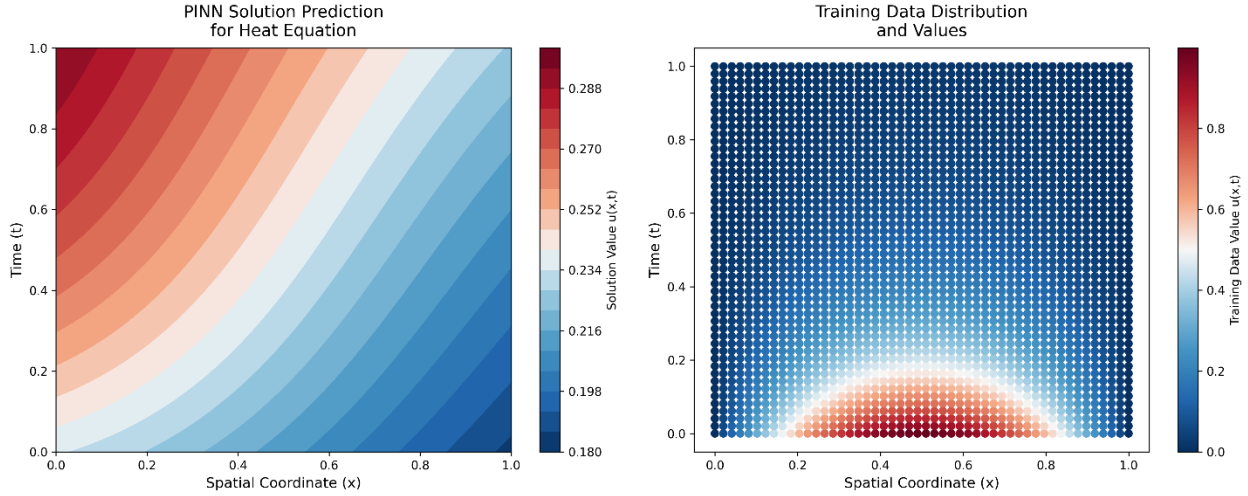 PINN Solution Prediction
for Heat Equation
1.0
0.8
0.6
0.4
0.2
0.0
Time (t)
0.0 0.2 0.4 0.6 0.8 1.0
Spatial Coordinate (x)
0.288
0.270
0.252
0.234
0.216
0.198
0.180
Solution Value u(x,t)
Training Data Distribution
and Values
1.0
0.8
0.6
0.4
0.2
0.0
Time (t)
0.0 0.2 0.4 0.6 0.8 1.0
Spatial Coordinate (x)
0.8
0.6
0.4
0.2
0.0
Training Data Value u(x,t)